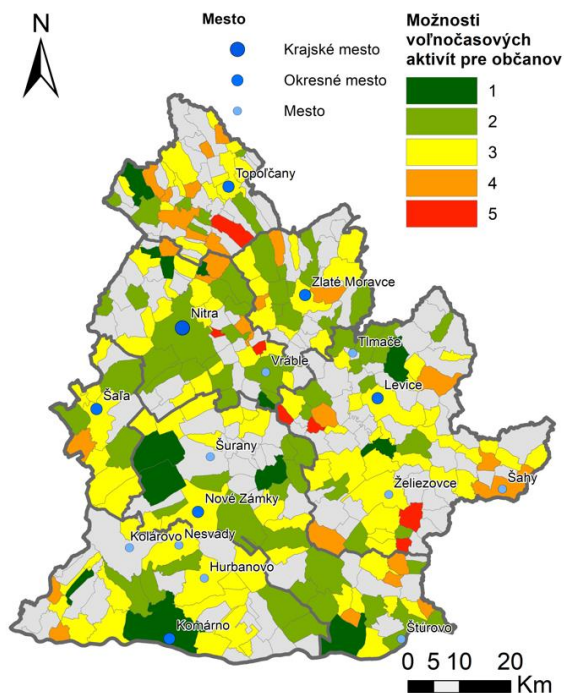 N
Mesto
Krajské mesto
Okresné mesto
Mesto
Možnosti
voľnočasových
aktivít pre občanov
1
2
3
4
5
Topoľčany
Zlaté Moravce
Nitra
Tlmače
Vráble
Levice
Šaľa
Šurany
Želiezovce
Šahy
Nové Zámky
Kolárovo
Nesvady
Hurbanovo
Komárno
Štúrovo
0 5 10 20
Km